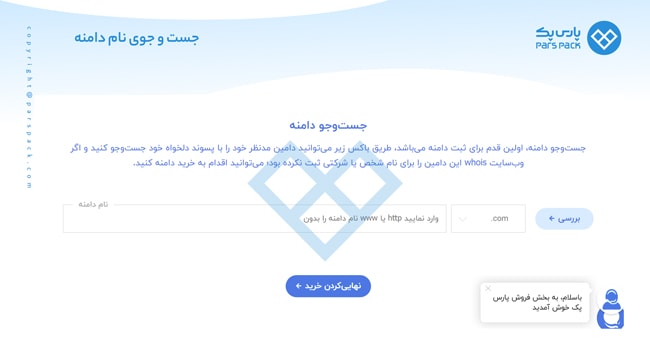 پارس پک
PARS PACK
جست و جوی نام دامنه
copyright@parspack.com
جست‌وجو دامنه
جست‌وجو دامنه، اولین قدم برای ثبت دامنه می‌باشد، طریق باکس زیر می‌توانید دامین مدنظر خود را با پسوند دلخواه خود جست‌وجو کنید و اگر
وب‌سایت whois این دامین را برای نام شخص یا شرکتی ثبت نکرده بود؛ می‌توانید اقدام به خرید دامنه کنید.
نام دامنه
وارد نمایید http یا www نام دامنه را بدون
.com
بررسی ←
نهایی‌کردن خرید ←
باسلام، به بخش فروش پارس
پک خوش آمدید